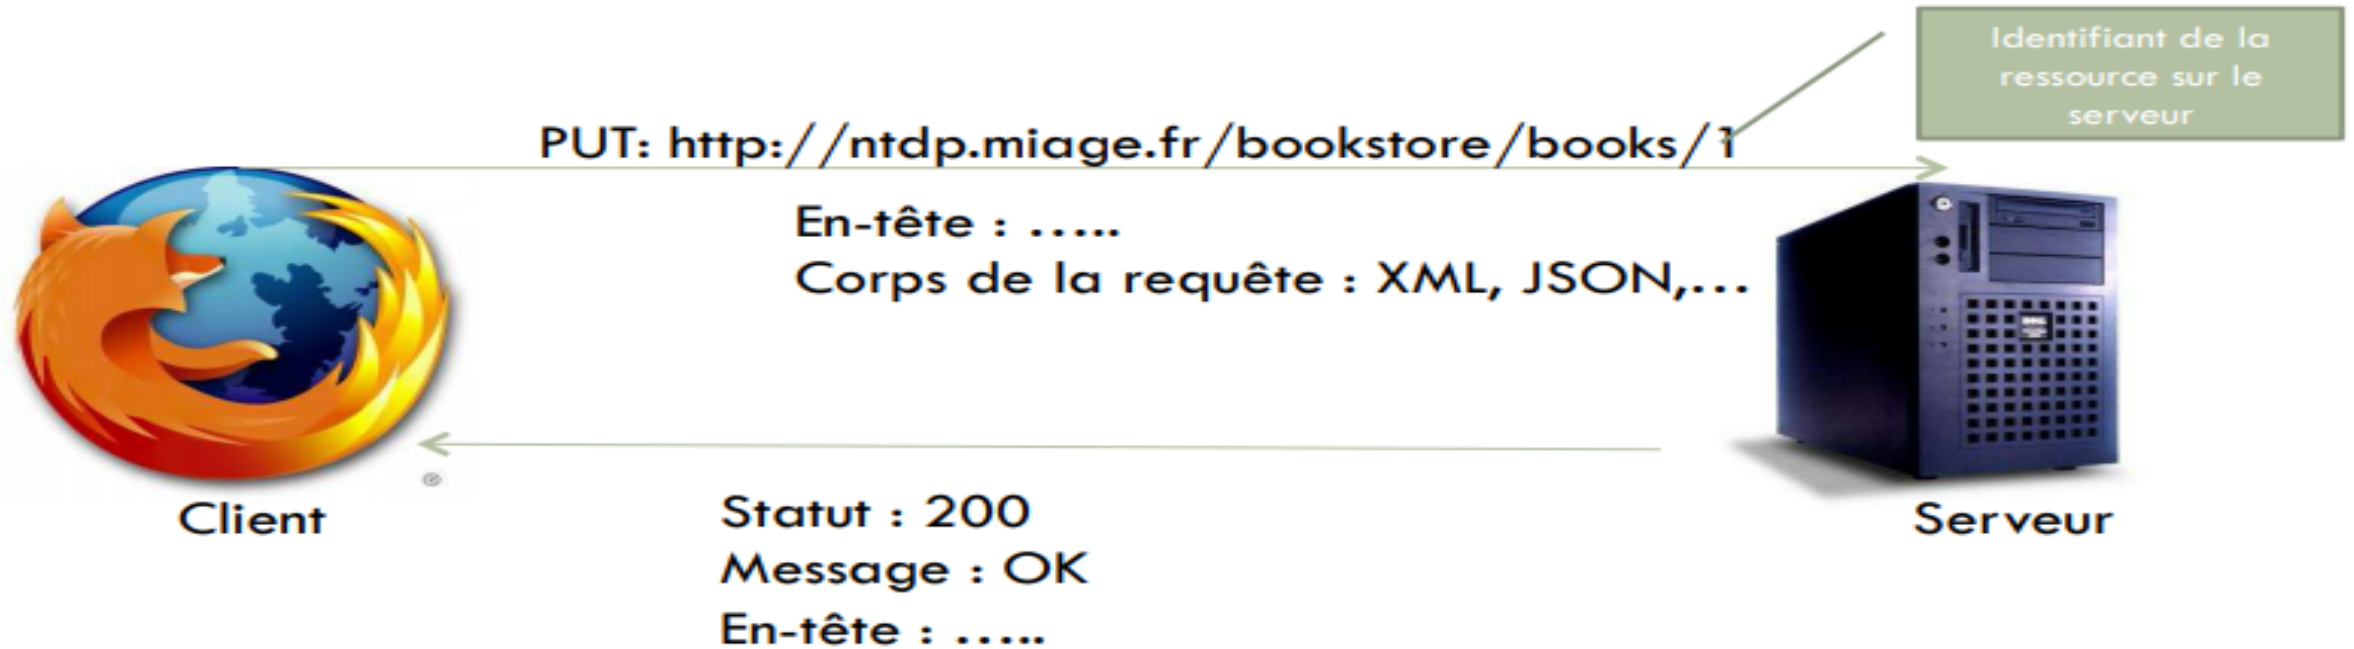 Identifiant de la
ressource sur le
serveur
PUT: http://ntdp.miage.fr/bookstore/books/1
En-tête : .....
Corps de la requête : XML, JSON,...
Client
Serveur
Statut : 200
Message : OK
En-tête : .....